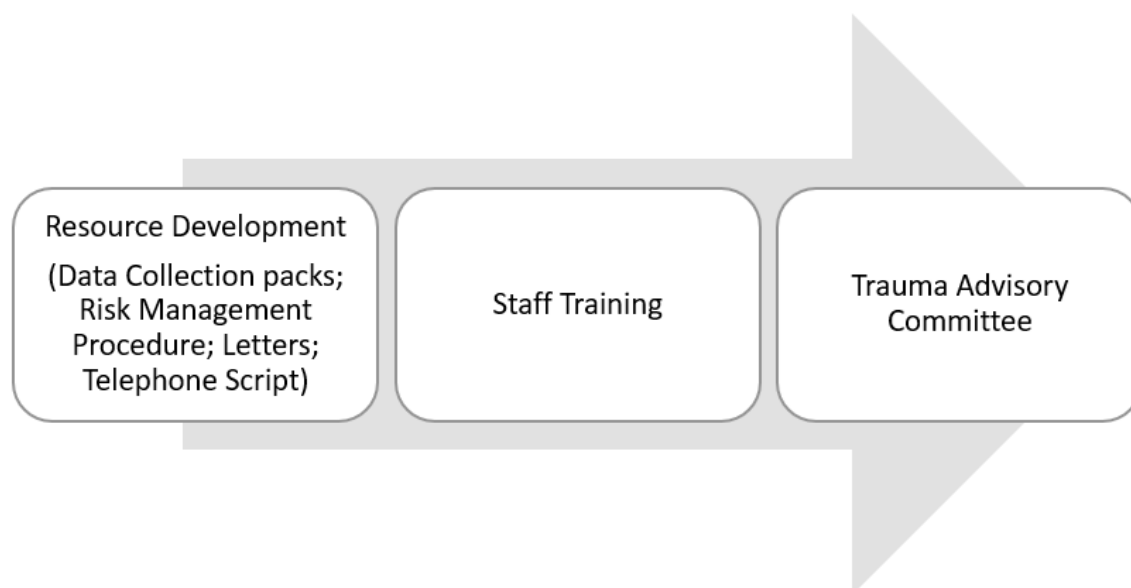 Resource Development
(Data Collection packs;
Risk Management
Procedure; Letters;
Telephone Script)
Staff Training
Trauma Advisory
Committee